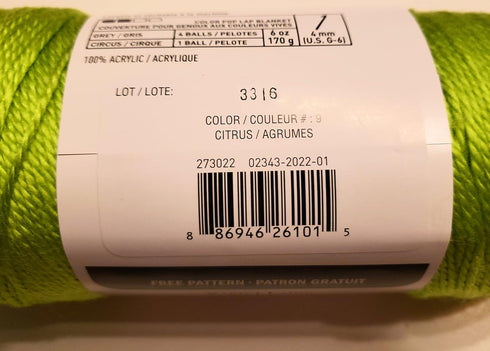 COLOR POP LAP BLANKET
COUVERTURE POUR GENOUX AUX COULEURS VIVES
GREY / GRIS 4 BALLS / PELOTES 6 oz 4 mm
CIRCUS / CIRQUE 1 BALL / PELOTE 170 g (U.S. G-6)
100% ACRYLIC / ACRYLIQUE
LOT / LOTE: 3316
COLOR / COULEUR # : 9
CITRUS / AGRUMES
273022 02343-2022-01
8 86946 26101 5
FREE PATTERN · PATRON GRATUIT